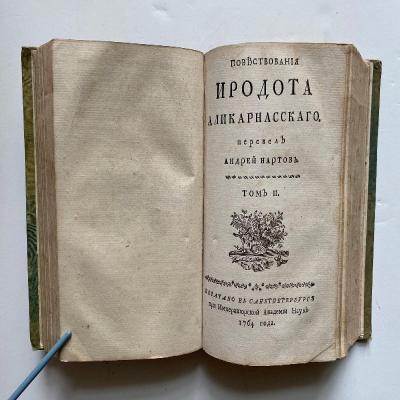 ПОВѢСТВОВАНІЯ
ИРОДОТА
АЛИКАРНАССКАГО,
перевелъ
АНДРЕЙ НАРТОВЪ
ТОМЪ II.
ПЕЧАТАНО ВЪ САНКТПЕТЕРБУРГѢ
при Императорской Академіи Наукъ
1764 года.